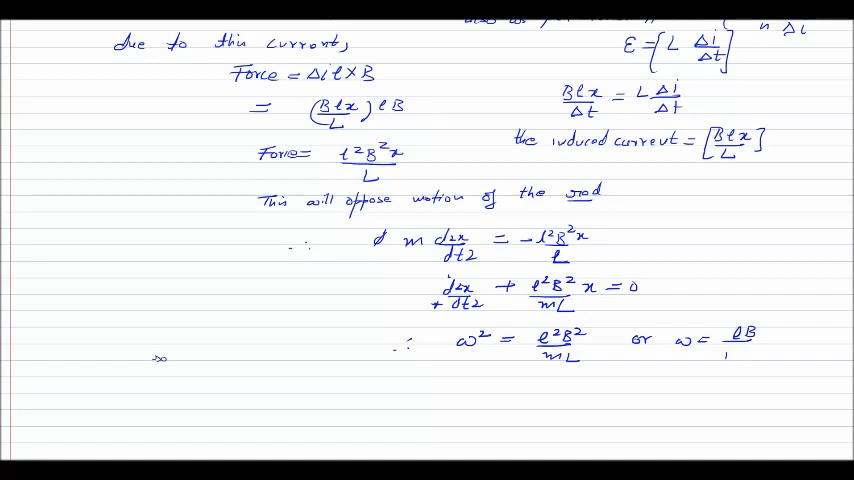 due to this current,
Force = Δi l × B
= (Blx/L) lB
Force = l²B²x/L
ε = [L Δi/Δt]
n Δi
Blx/Δt = L Δi/Δt
the induced current = [Blx/L]
This will oppose motion of the rod
∴ m d2x/dt2 = - l²B²x/L
d2x/dt2 + l²B²/mL x = 0
∴ ω² = l²B²/mL or ω = lB